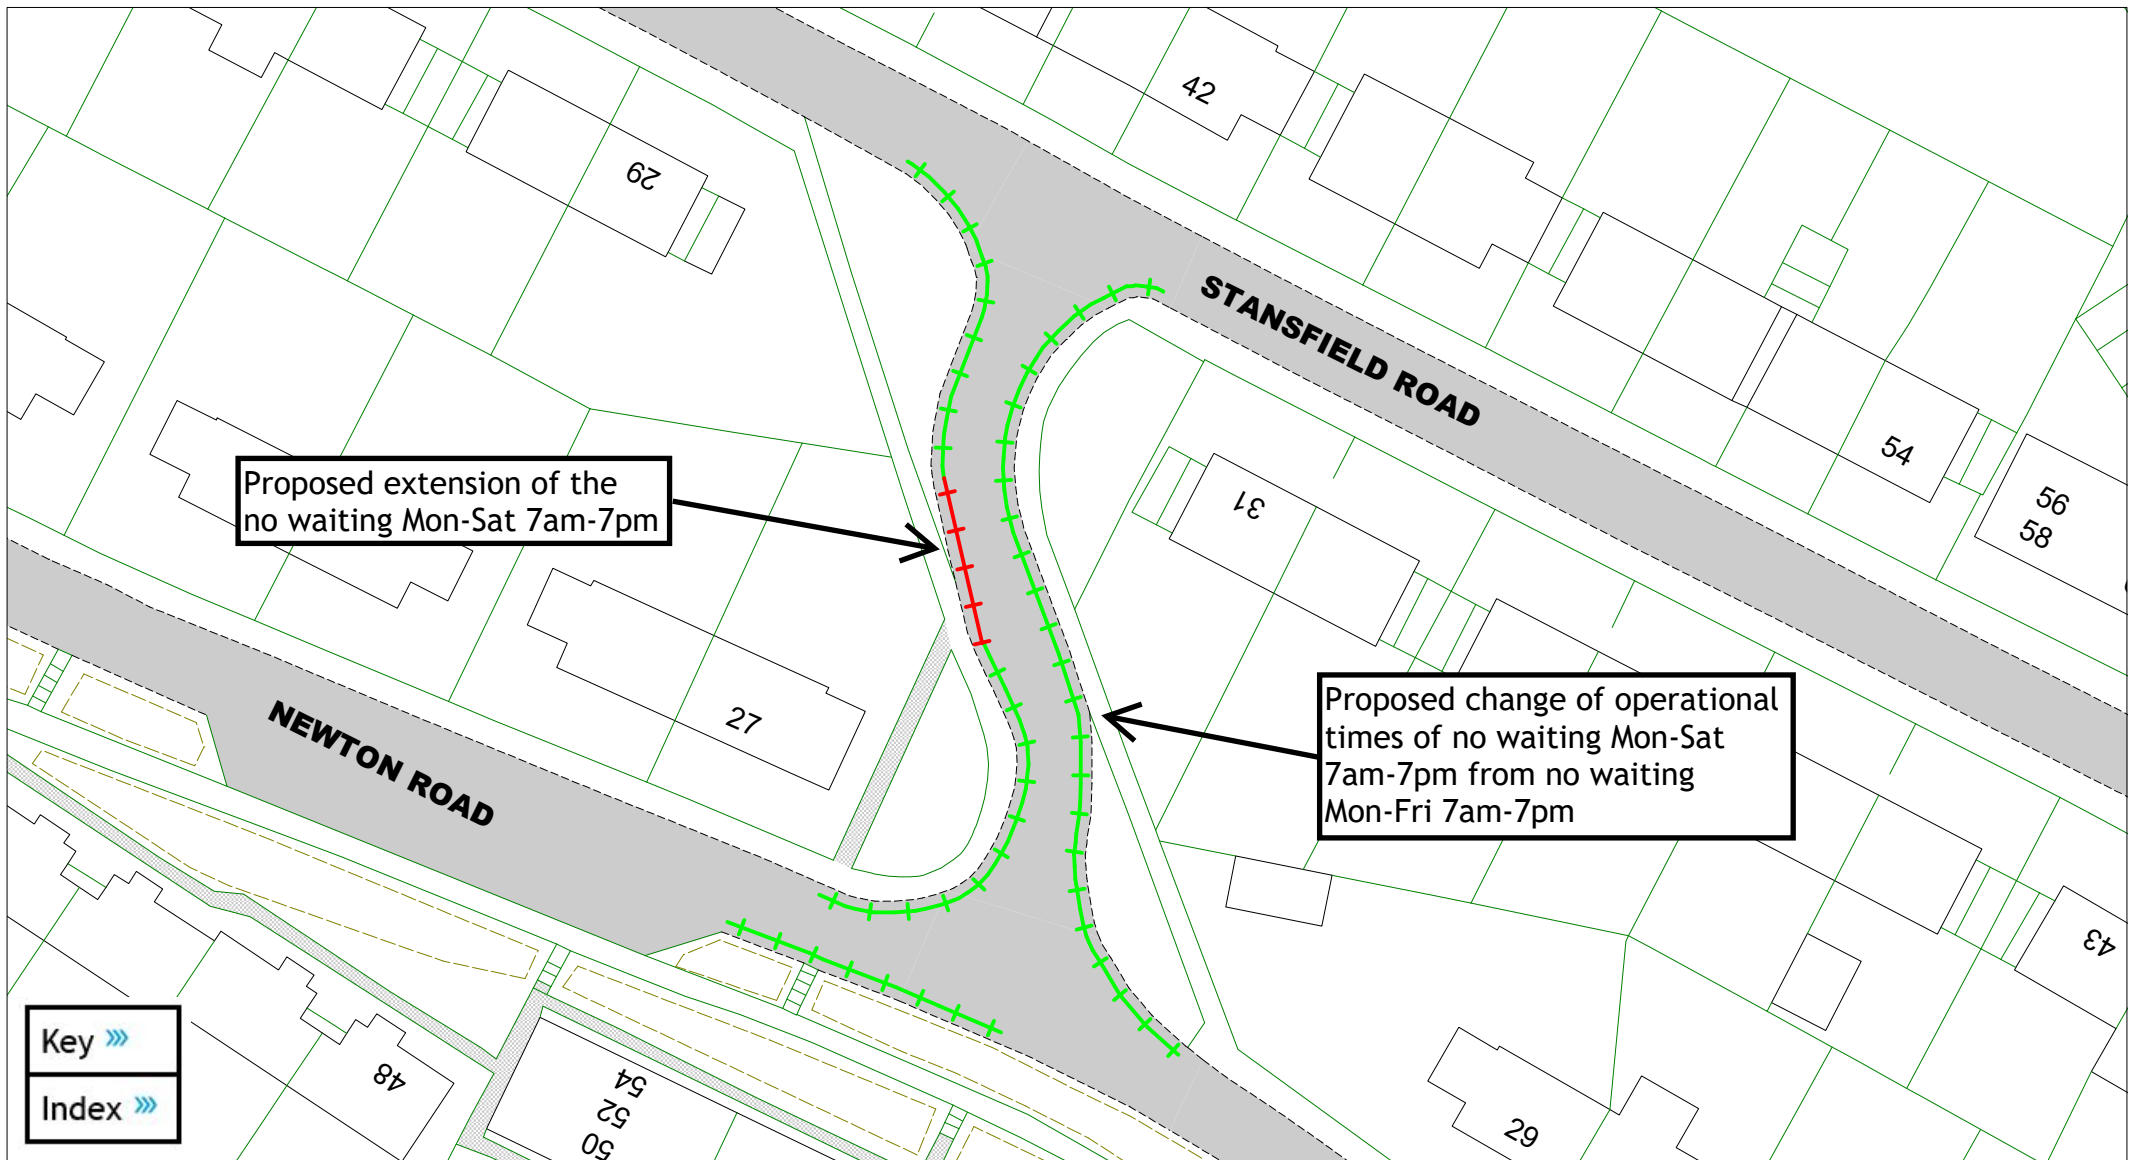 42
29
STANSFIELD ROAD
54
56
58
Proposed extension of the
no waiting Mon-Sat 7am-7pm
31
27
NEWTON ROAD
Proposed change of operational
times of no waiting Mon-Sat
7am-7pm from no waiting
Mon-Fri 7am-7pm
43
Key
Index
48
54
52
50
29